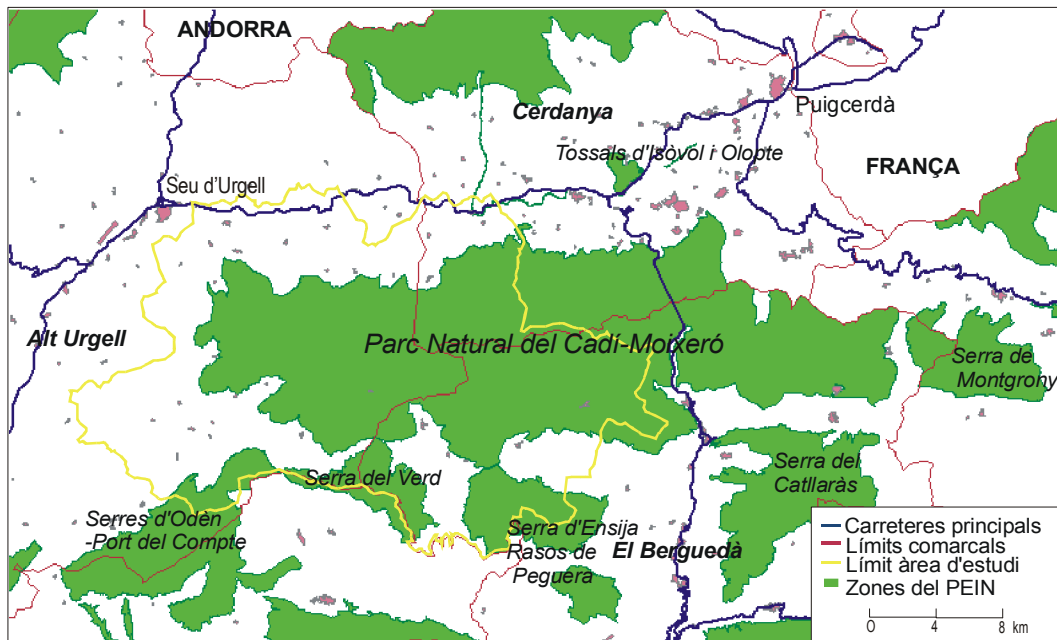 ANDORRA
Cerdanya
Puigcerdà
Tossals d'Isòvol i Olopte
FRANÇA
Seu d'Urgell
Alt Urgell
Parc Natural del Cadí-Moixeró
Serra de
Montgrony
Serra del Verd
Serra del
Catllaràs
Serres d'Odèn
-Port del Compte
Serra d'Ensija
Rasos de
Peguera
El Berguedà
Carreteres principals
Límits comarcals
Límit àrea d'estudi
Zones del PEIN
0 4 8 km